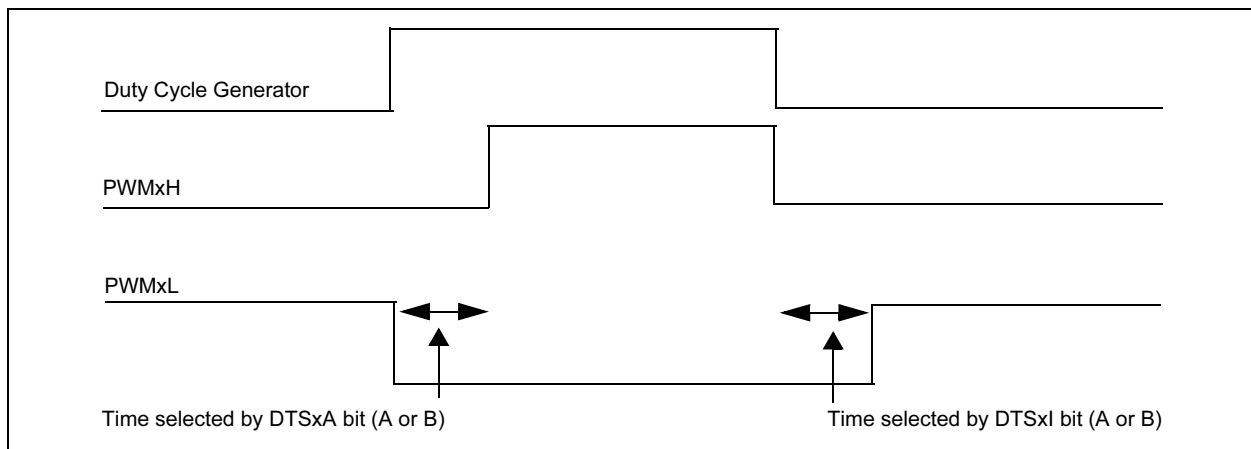 Duty Cycle Generator
PWMxH
PWMxL
Time selected by DTSxA bit (A or B)
Time selected by DTSxI bit (A or B)